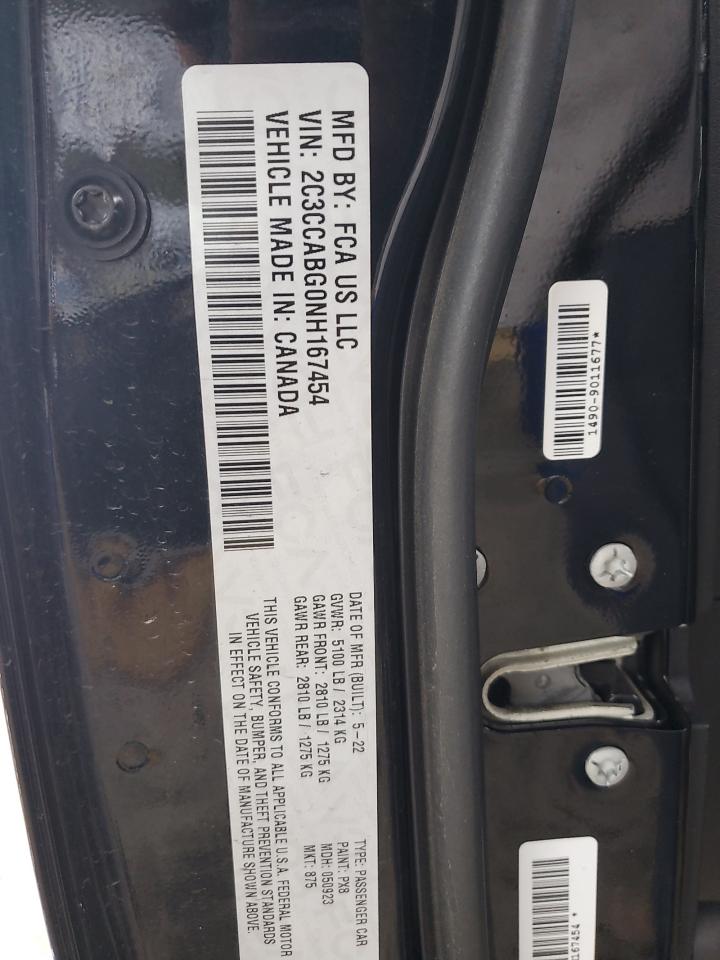 MFD BY: FCA US LLC
VIN: 2C3CCABG0NH167454
VEHICLE MADE IN: CANADA
DATE OF MFR (BUILT): 5-22
GVWR: 5100 LB / 2314 KG
GAWR FRONT: 2810 LB / 1275 KG
GAWR REAR: 2810 LB / 1275 KG
TYPE: PASSENGER CAR
PAINT: PX8
MDH: 050923
MKT: 875
THIS VEHICLE CONFORMS TO ALL APPLICABLE U.S.A. FEDERAL MOTOR
VEHICLE SAFETY, BUMPER, AND THEFT PREVENTION STANDARDS
IN EFFECT ON THE DATE OF MANUFACTURE SHOWN ABOVE.
1490-9011677*
167454 *